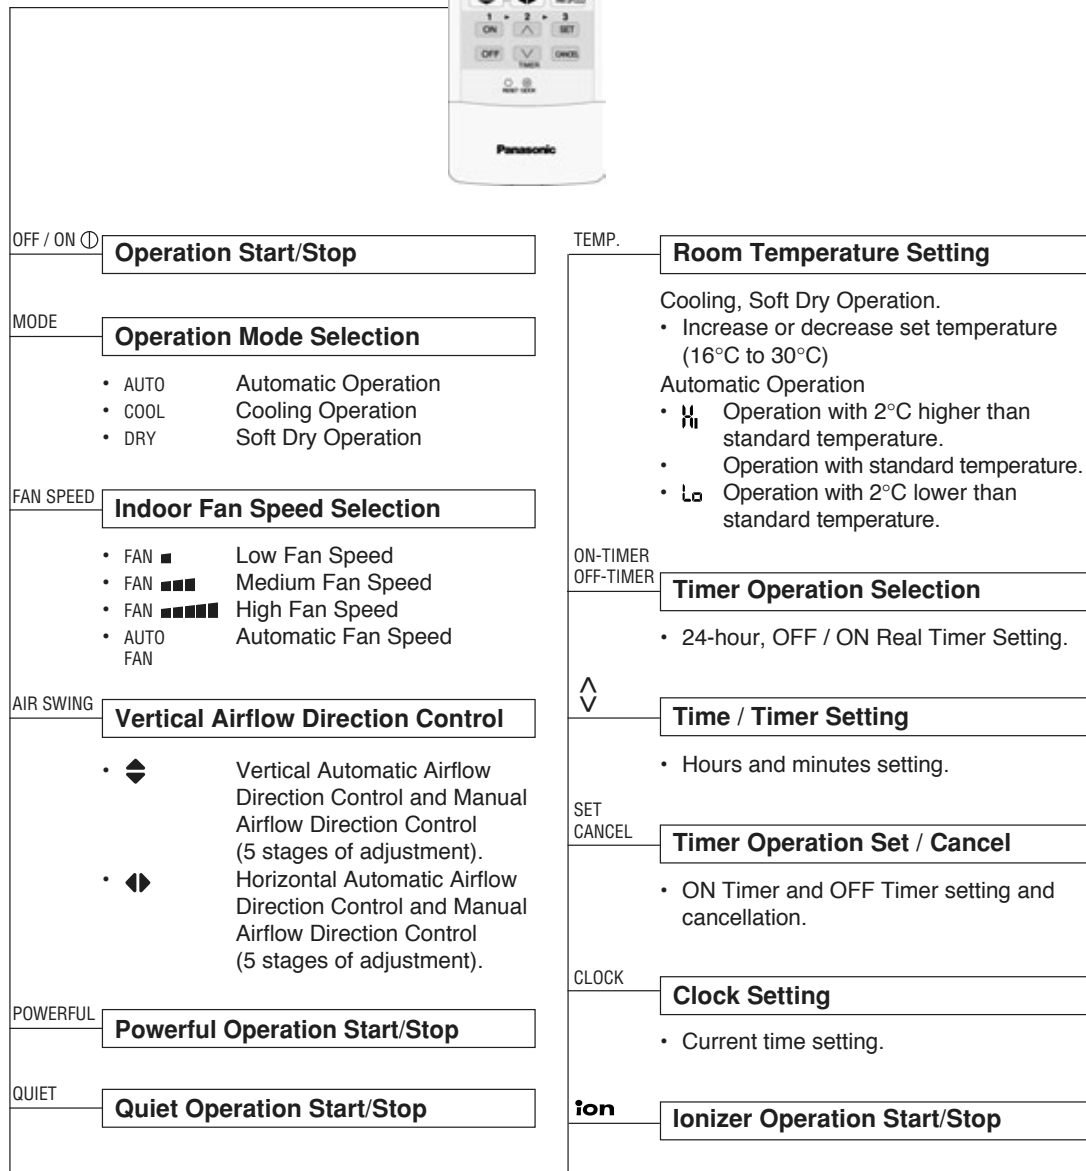 1 ▸ 2 ▸ 3
ON SET
OFF CANCEL
TIMER
RESET CLOCK
Panasonic
OFF / ON
Operation Start/Stop
MODE
Operation Mode Selection
• AUTO Automatic Operation
• COOL Cooling Operation
• DRY Soft Dry Operation
FAN SPEED
Indoor Fan Speed Selection
• FAN Low Fan Speed
• FAN Medium Fan Speed
• FAN High Fan Speed
• AUTO Automatic Fan Speed
FAN
AIR SWING
Vertical Airflow Direction Control
• Vertical Automatic Airflow
Direction Control and Manual
Airflow Direction Control
(5 stages of adjustment).
• Horizontal Automatic Airflow
Direction Control and Manual
Airflow Direction Control
(5 stages of adjustment).
POWERFUL
Powerful Operation Start/Stop
QUIET
Quiet Operation Start/Stop
TEMP.
Room Temperature Setting
Cooling, Soft Dry Operation.
• Increase or decrease set temperature
(16°C to 30°C)
Automatic Operation
• HI Operation with 2°C higher than
standard temperature.
• Operation with standard temperature.
• Lo Operation with 2°C lower than
standard temperature.
ON-TIMER
OFF-TIMER
Timer Operation Selection
• 24-hour, OFF / ON Real Timer Setting.
Time / Timer Setting
• Hours and minutes setting.
SET
CANCEL
Timer Operation Set / Cancel
• ON Timer and OFF Timer setting and
cancellation.
CLOCK
Clock Setting
• Current time setting.
ion
Ionizer Operation Start/Stop